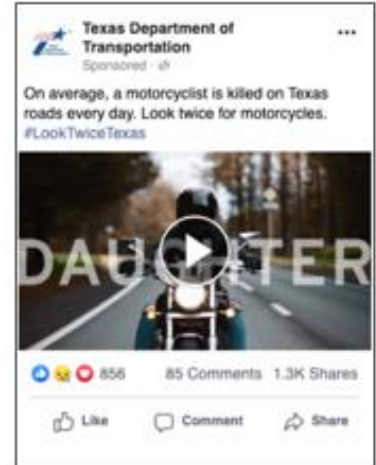 Texas Department of
Transportation
Sponsored ·
On average, a motorcyclist is killed on Texas
roads every day. Look twice for motorcycles.
#LookTwiceTexas
DAUGHTER
856 85 Comments 1.3K Shares
Like Comment Share